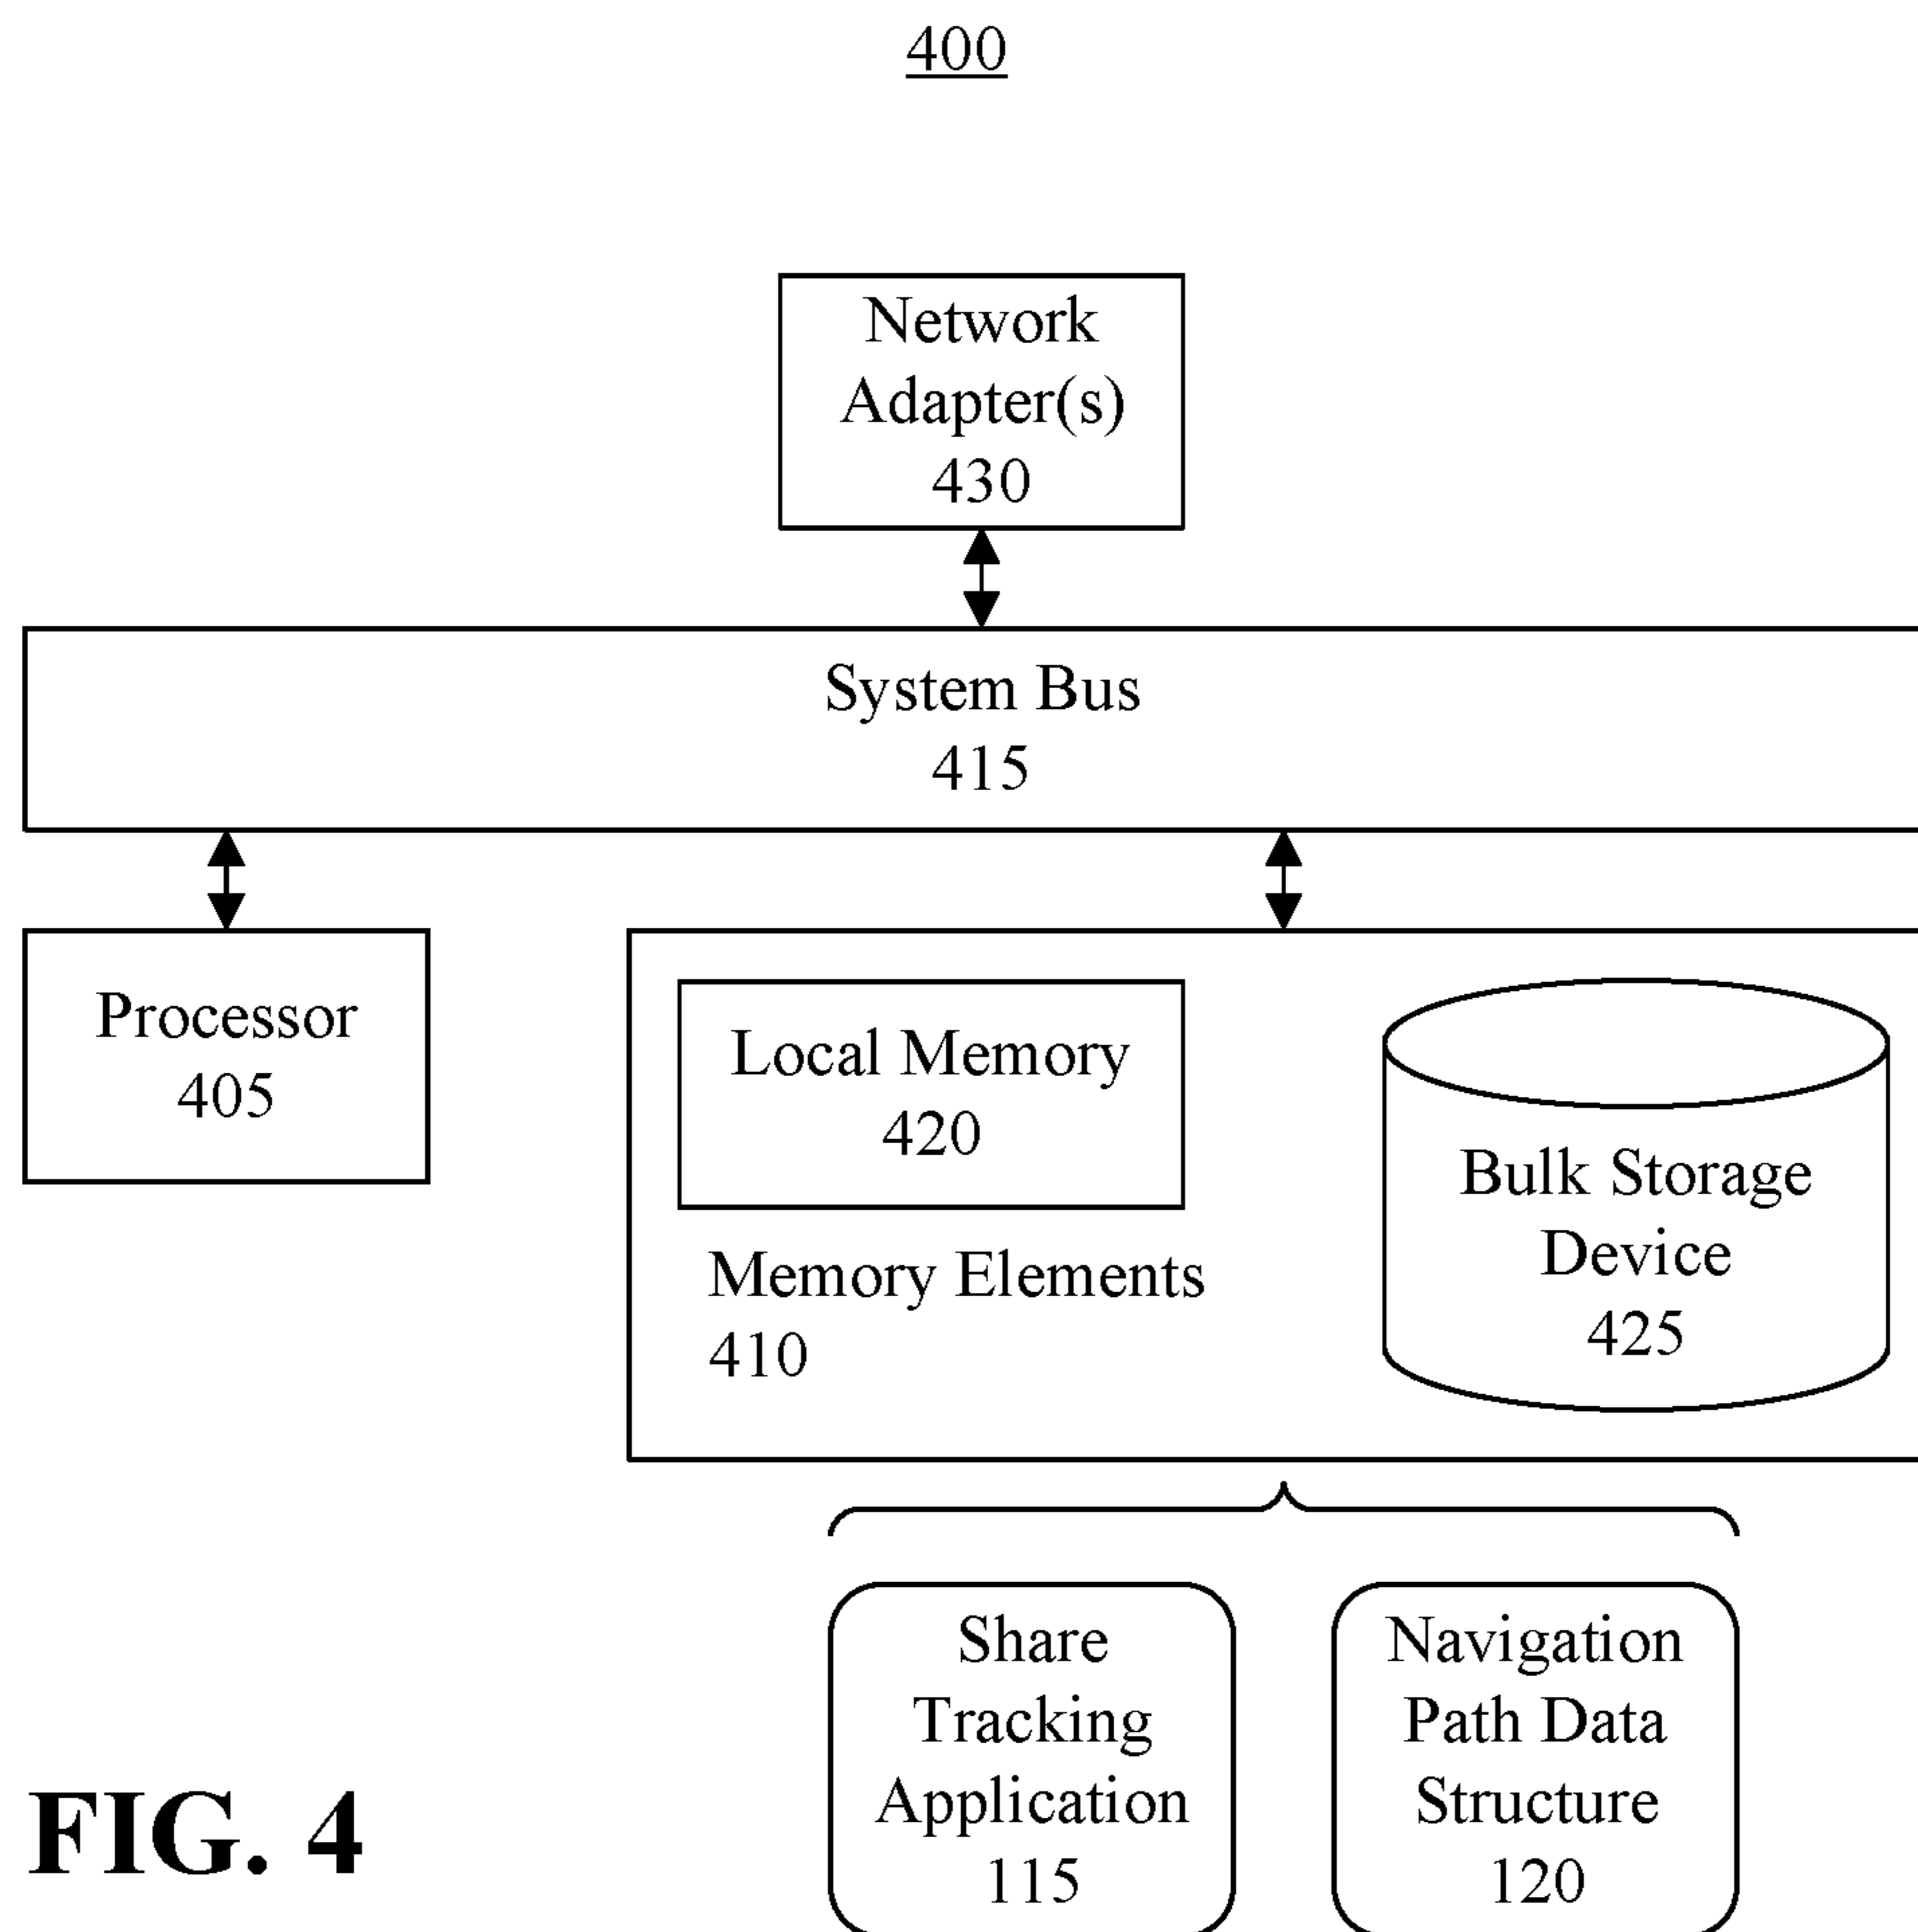 400
Network
Adapter(s)
430
System Bus
415
Processor
405
Local Memory
420
Memory Elements
410
Bulk Storage
Device
425
Share
Tracking
Application
115
Navigation
Path Data
Structure
120
FIG. 4